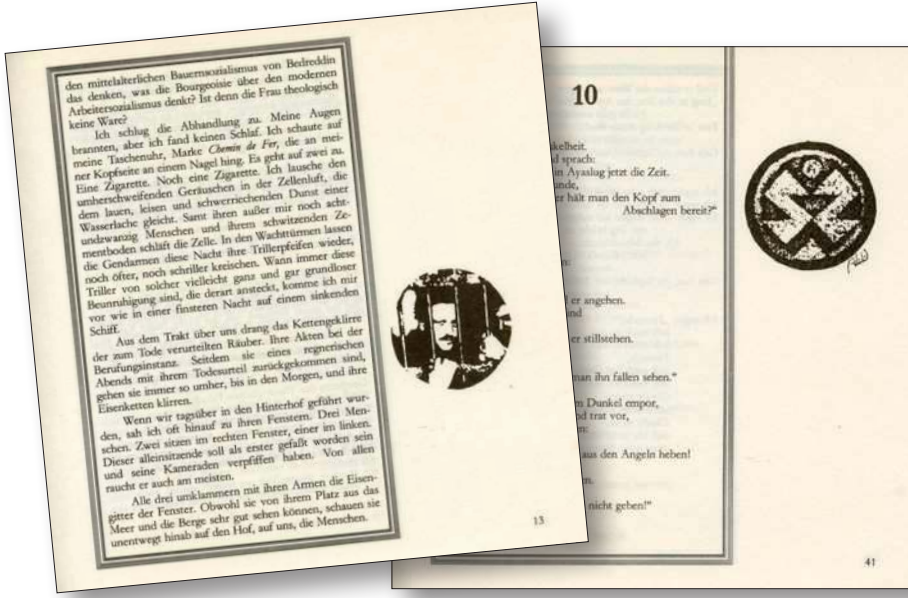 den mittelalterlichen Bauernsozialismus von Bedreddin
das denken, was die Bourgeoisie über den modernen
Arbeitersozialismus denkt? Ist denn die Frau theologisch
keine Ware?
Ich schlug die Abhandlung zu. Meine Augen
brannten, aber ich fand keinen Schlaf. Ich schaute auf
meine Taschenuhr, Marke Chemin de Fer, die an mei-
ner Kopfseite an einem Nagel hing. Es geht auf zwei zu.
Eine Zigarette. Noch eine Zigarette. Ich lausche den
umherschweifenden Geräuschen in der Zellenluft, die
dem lauen, leisen und schwerriechenden Dunst einer
Wasserlache gleicht. Samt ihren außer mir noch acht-
undzwanzig Menschen und ihrem schwitzenden Ze-
mentboden schläft die Zelle. In den Wachttürmen lassen
die Gendarmen diese Nacht ihre Trillerpfeifen wieder,
noch öfter, noch schriller kreischen. Wann immer diese
Triller von solcher vielleicht ganz und gar grundloser
Beunruhigung sind, die derart ansteckt, komme ich mir
vor wie in einer finsteren Nacht auf einem sinkenden
Schiff.
Aus dem Trakt über uns drang das Kettengeklirre
der zum Tode verurteilten Räuber. Ihre Akten bei der
Berufungsinstanz. Seitdem sie eines regnerischen
Abends mit ihrem Todesurteil zurückgekommen sind,
gehen sie immer so umher, bis in den Morgen, und ihre
Eisenketten klirren.
Wenn wir tagsüber in den Hinterhof geführt wur-
den, sah ich oft hinauf zu ihren Fenstern. Drei Men-
schen. Zwei sitzen im rechten Fenster, einer im linken.
Dieser alleinsitzende soll als erster gefaßt worden sein
und seine Kameraden verpfiffen haben. Von allen
raucht er auch am meisten.
Alle drei umklammern mit ihren Armen die Eisen-
gitter der Fenster. Obwohl sie von ihrem Platz aus das
Meer und die Berge sehr gut sehen können, schauen sie
unentwegt hinab auf den Hof, auf uns, die Menschen.
13
10
kelheit.
d sprach:
in Ayaslug jetzt die Zeit.
unde,
er hält man den Kopf zum
Abschlagen bereit?"
n:
er angehen.
nd
er stillstehen.
man ihn fallen sehen."
m Dunkel empor,
nd trat vor,
n:
aus den Angeln heben!
n.
nicht geben!"
41